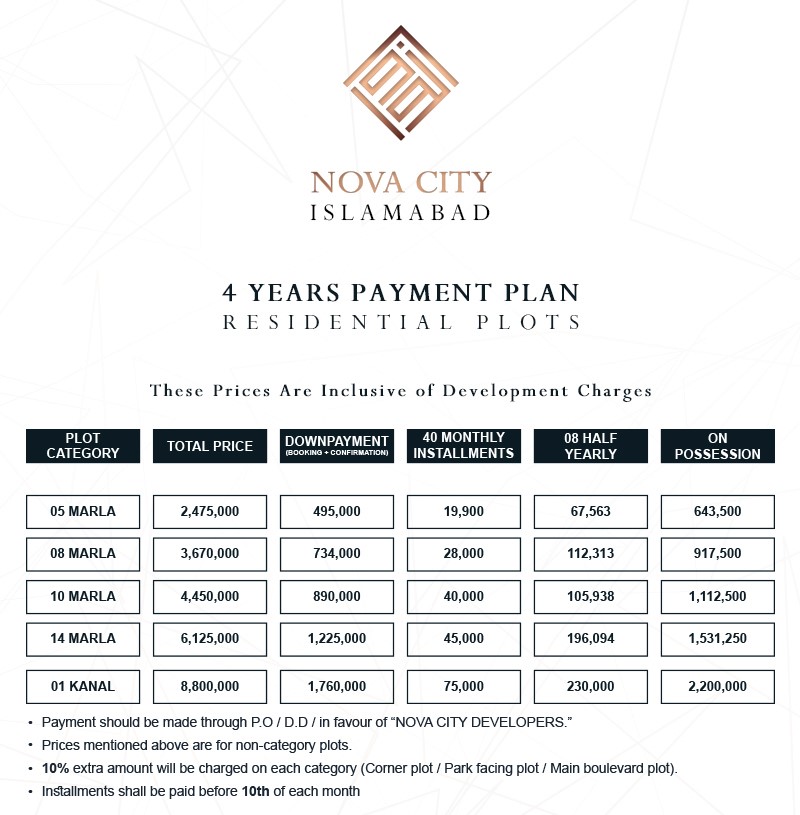 NOVA CITY
ISLAMABAD
4 YEARS PAYMENT PLAN
RESIDENTIAL PLOTS
These Prices Are Inclusive of Development Charges
PLOT CATEGORY TOTAL PRICE DOWNPAYMENT (BOOKING + CONFIRMATION) 40 MONTHLY INSTALLMENTS 08 HALF YEARLY ON POSSESSION
05 MARLA 2,475,000 495,000 19,900 67,563 643,500
08 MARLA 3,670,000 734,000 28,000 112,313 917,500
10 MARLA 4,450,000 890,000 40,000 105,938 1,112,500
14 MARLA 6,125,000 1,225,000 45,000 196,094 1,531,250
01 KANAL 8,800,000 1,760,000 75,000 230,000 2,200,000
• Payment should be made through P.O / D.D / in favour of “NOVA CITY DEVELOPERS.”
• Prices mentioned above are for non-category plots.
• 10% extra amount will be charged on each category (Corner plot / Park facing plot / Main boulevard plot).
• Installments shall be paid before 10th of each month